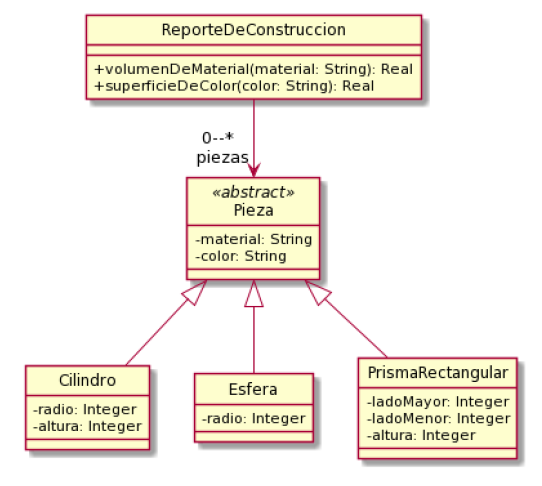 ReporteDeConstruccion
+volumenDeMaterial(material: String): Real
+superficieDeColor(color: String): Real
0--*
piezas
«abstract»
Pieza
-material: String
-color: String
Cilindro
-radio: Integer
-altura: Integer
Esfera
-radio: Integer
PrismaRectangular
-ladoMayor: Integer
-ladoMenor: Integer
-altura: Integer